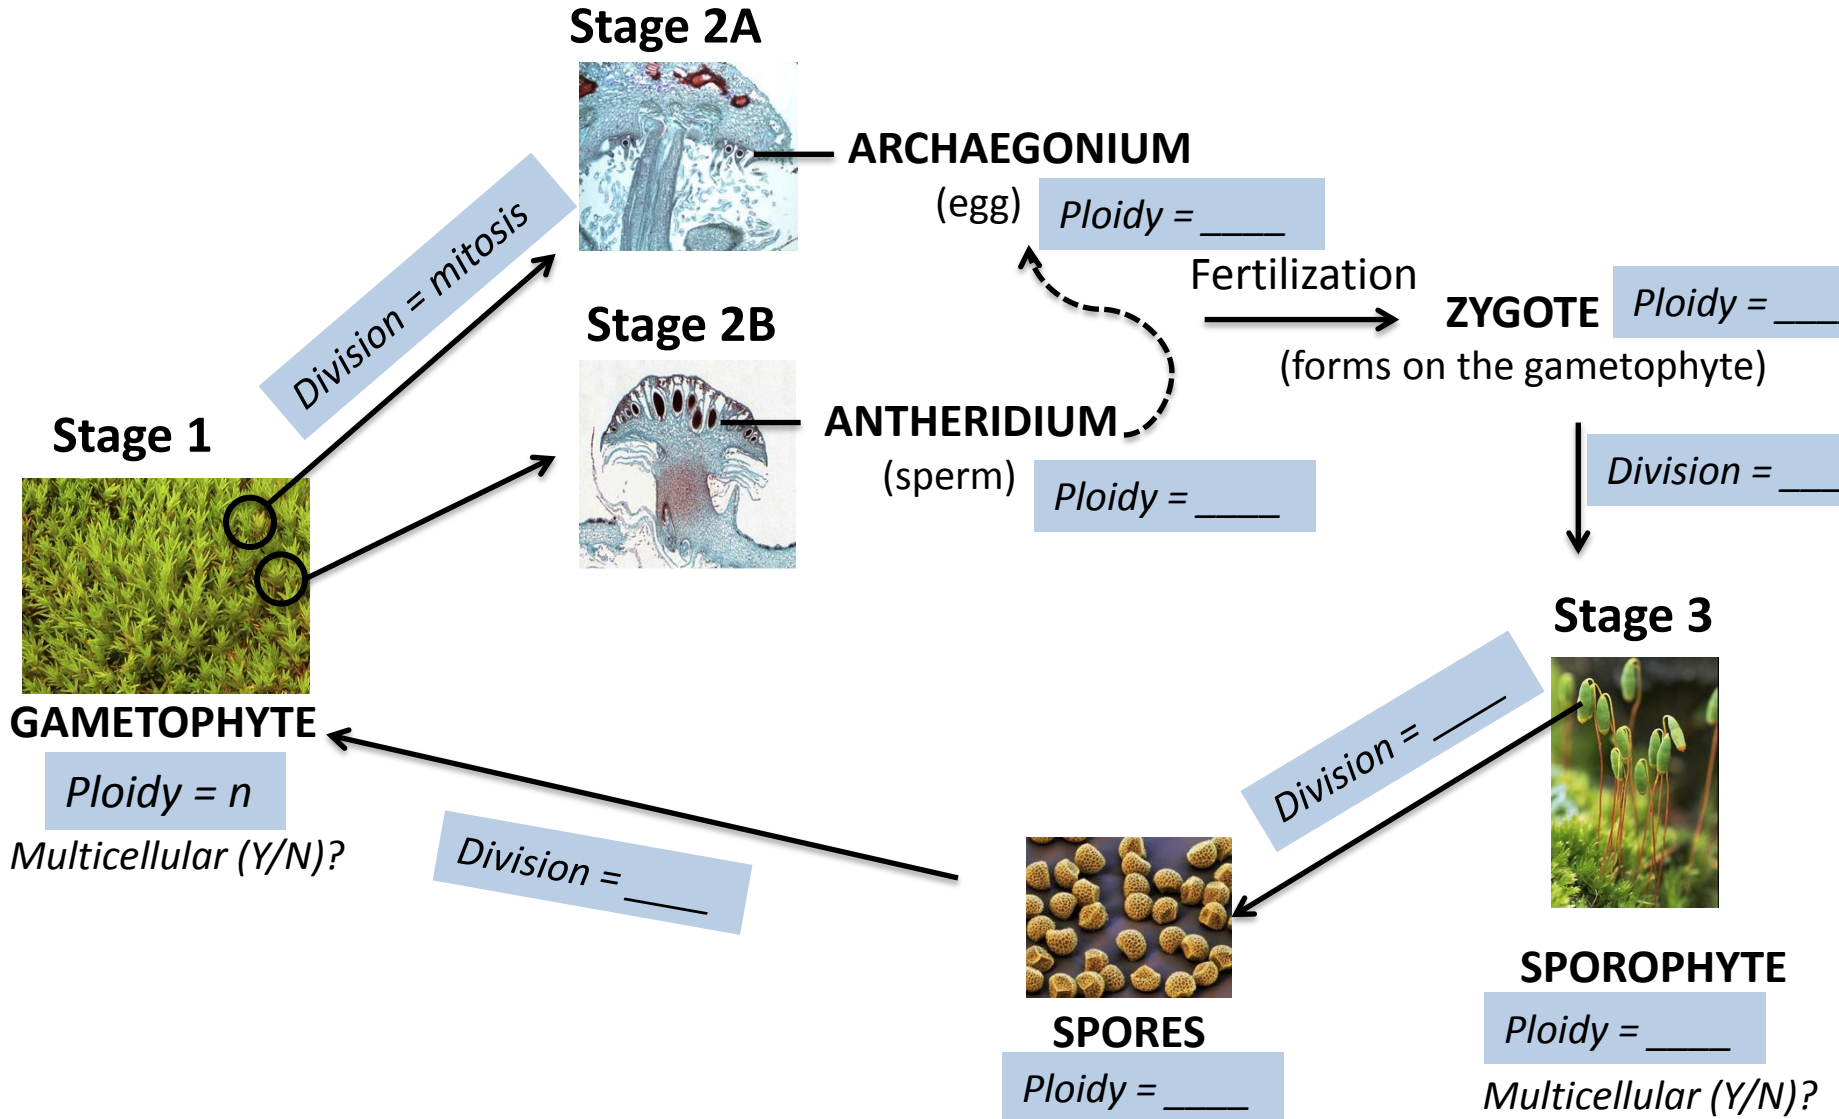 Stage 2A
ARCHAEGONIUM
(egg)
Ploidy = ____
Division = mitosis
Fertilization
Stage 2B
ZYGOTE
Ploidy = ___
(forms on the gametophyte)
ANTHERIDIUM
(sperm)
Ploidy = ____
Division = ___
Stage 1
GAMETOPHYTE
Ploidy = n
Multicellular (Y/N)?
Stage 3
Division = ____
Division =____
SPORES
Ploidy = ____
SPOROPHYTE
Ploidy = ____
Multicellular (Y/N)?